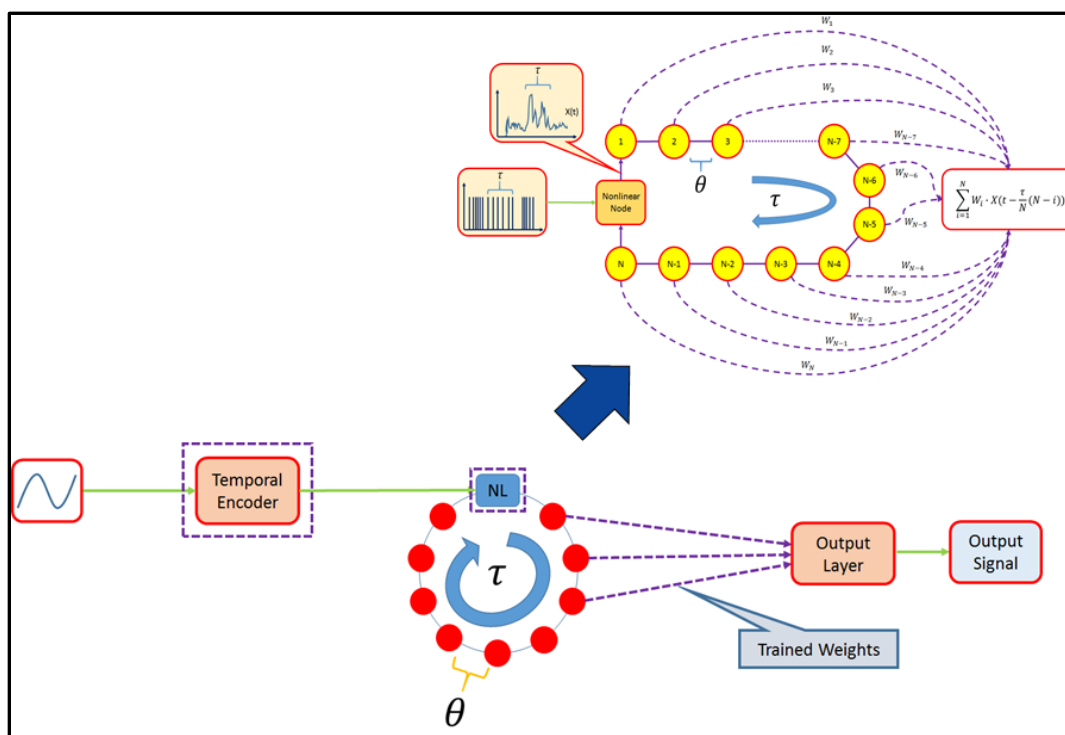 W₁
W₂
W₃
τ
X(t)
1
2
3
N-7
W_{N−7}
θ
τ
N-6
W_{N−6}
N-5
W_{N−5}
τ
Nonlinear
Node
\sum_{i=1}^{N} W_i · X(t − \frac{τ}{N}(N − i))
N
N-1
N-2
N-3
N-4
W_{N−4}
W_{N−3}
W_{N−2}
W_{N−1}
W_N
Temporal
Encoder
NL
τ
Output
Layer
Output
Signal
Trained Weights
θ